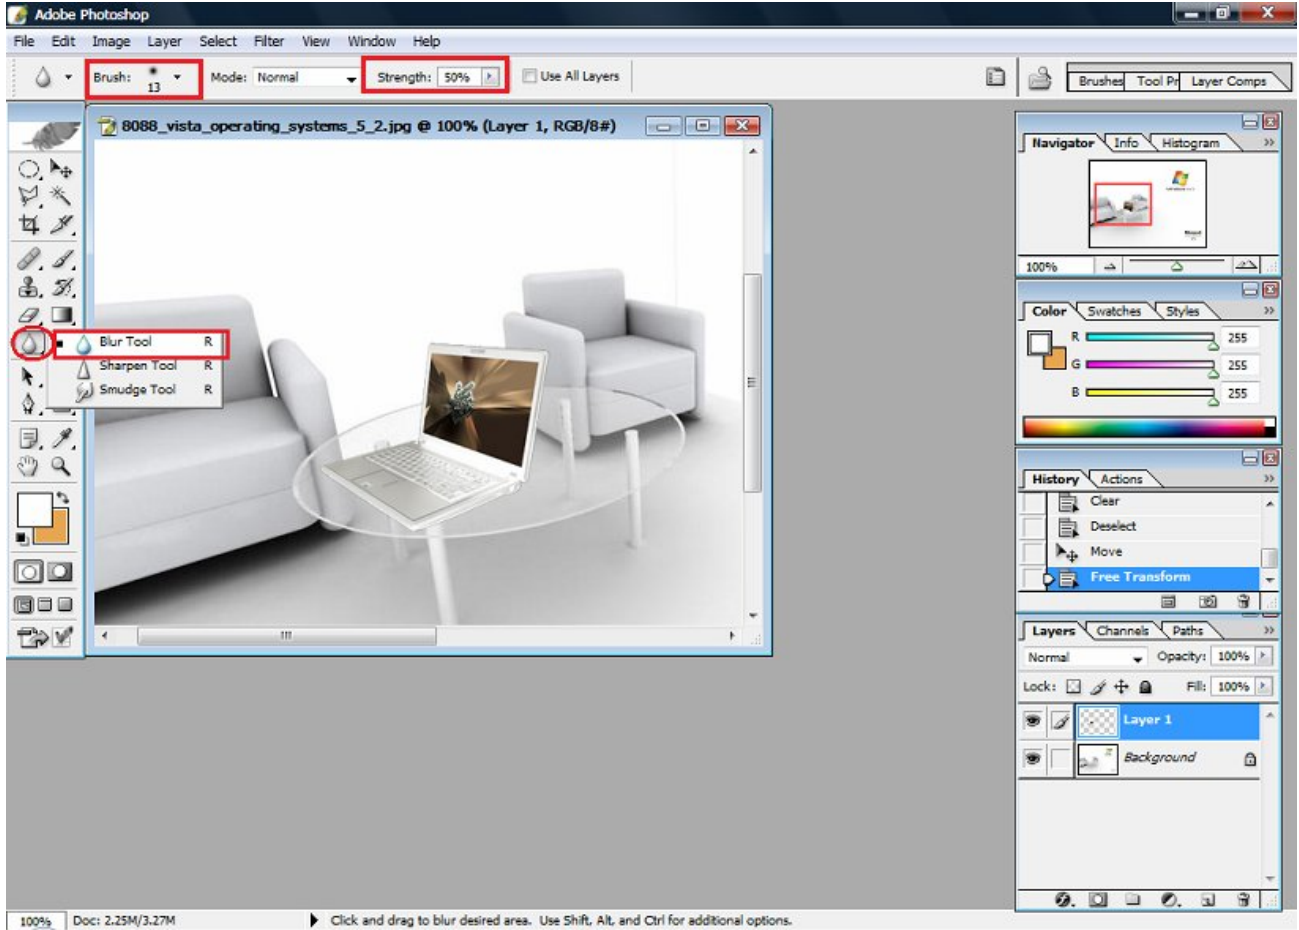 Adobe Photoshop
File Edit Image Layer Select Filter View Window Help
Brush: 13 Mode: Normal Strength: 50% Use All Layers
Brushes Tool Pr Layer Comps
8088_vista_operating_systems_5_2.jpg @ 100% (Layer 1, RGB/8#)
Blur Tool R
Sharpen Tool R
Smudge Tool R
Navigator Info Histogram
100%
Color Swatches Styles
R 255
G 255
B 255
History Actions
Clear
Deselect
Move
Free Transform
Layers Channels Paths
Normal Opacity: 100%
Lock: Fill: 100%
Layer 1
Background
100% Doc: 2.25M/3.27M Click and drag to blur desired area. Use Shift, Alt, and Ctrl for additional options.